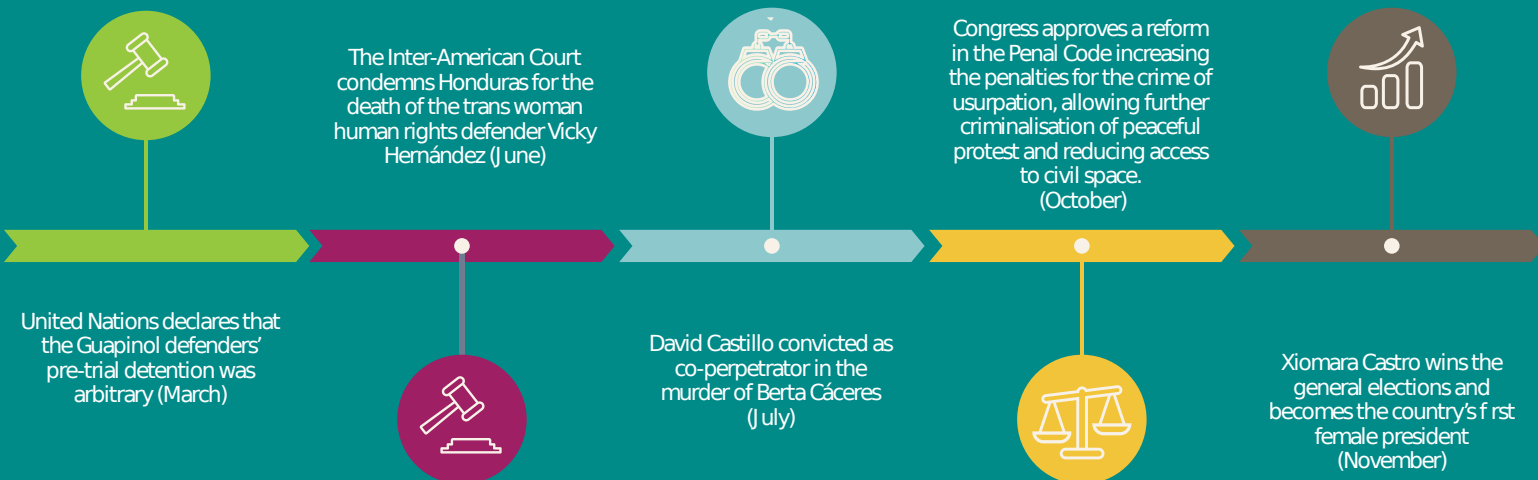 United Nations declares that
the Guapinol defenders’
pre-trial detention was
arbitrary (March)
The Inter-American Court
condemns Honduras for the
death of the trans woman
human rights defender Vicky
Hernández (June)
David Castillo convicted as
co-perpetrator in the
murder of Berta Cáceres
(July)
Congress approves a reform
in the Penal Code increasing
the penalties for the crime of
usurpation, allowing further
criminalisation of peaceful
protest and reducing access
to civil space.
(October)
Xiomara Castro wins the
general elections and
becomes the country’s f rst
female president
(November)